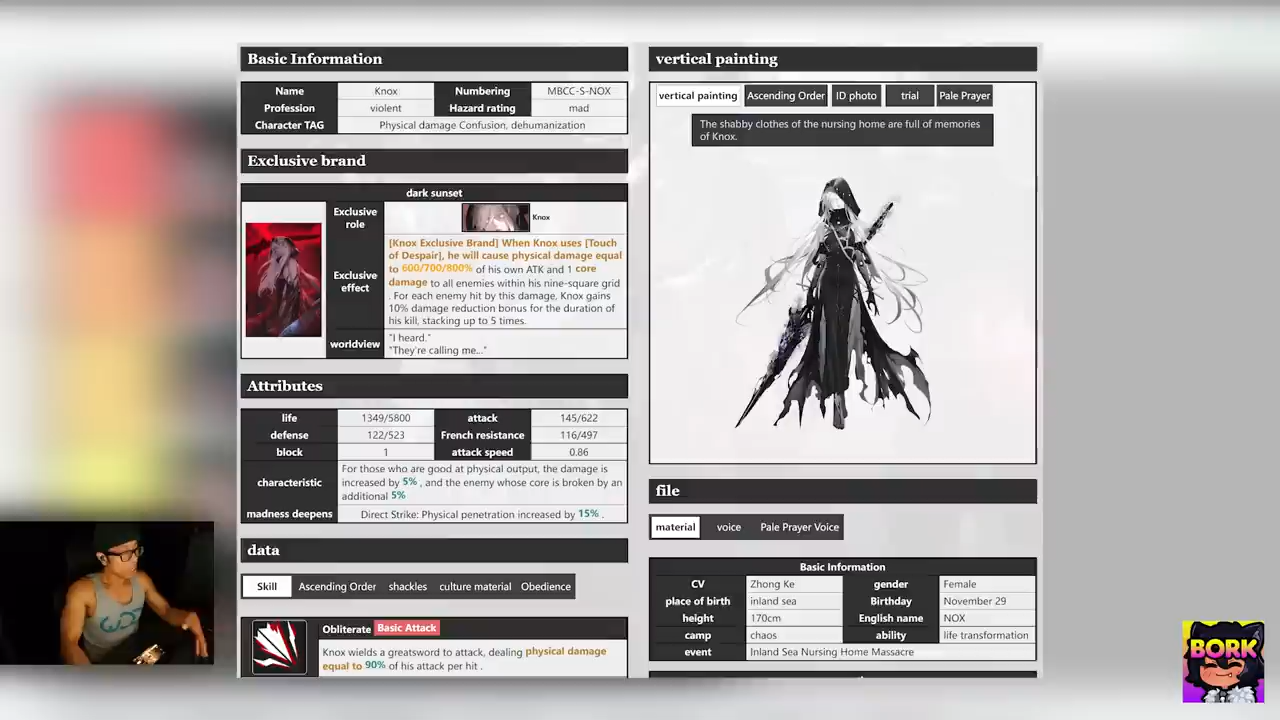 Basic Information
Name Knox Numbering MBCC-S-NOX
Profession violent Hazard rating mad
Character TAG Physical damage Confusion, dehumanization
Exclusive brand
dark sunset
Exclusive role Knox
Exclusive effect
[Knox Exclusive Brand] When Knox uses [Touch
of Despair], he will cause physical damage equal
to 600/700/800% of his own ATK and 1 core
damage to all enemies within his nine-square grid
. For each enemy hit by this damage, Knox gains
10% damage reduction bonus for the duration of
his kill, stacking up to 5 times.
worldview
"I heard."
"They're calling me..."
Attributes
life 1349/5800 attack 145/622
defense 122/523 French resistance 116/497
block 1 attack speed 0.86
characteristic
For those who are good at physical output, the damage is
increased by 5% , and the enemy whose core is broken by an
additional 5%
madness deepens Direct Strike: Physical penetration increased by 15% .
data
Skill Ascending Order shackles culture material Obedience
Obliterate Basic Attack
Knox wields a greatsword to attack, dealing physical damage
equal to 90% of his attack per hit .
vertical painting
vertical painting Ascending Order ID photo trial Pale Prayer
The shabby clothes of the nursing home are full of memories
of Knox.
file
material voice Pale Prayer Voice
Basic Information
CV Zhong Ke gender Female
place of birth inland sea Birthday November 29
height 170cm English name NOX
camp chaos ability life transformation
event Inland Sea Nursing Home Massacre
BORK